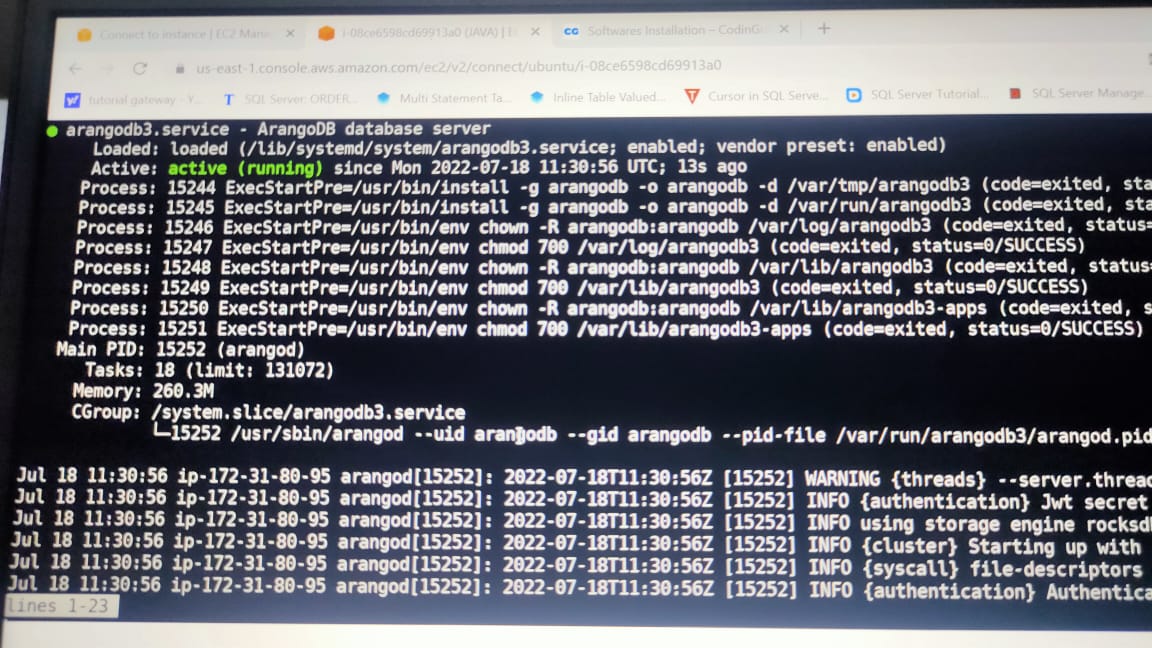 Connect to instance | EC2 Mana
i-08ce6598cd69913a0 (JAVA) | E
CG Softwares Installation – CodinG
us-east-1.console.aws.amazon.com/ec2/v2/connect/ubuntu/i-08ce6598cd69913a0
tutorial gateway - Y...
SQL Server: ORDER...
Multi Statement Ta...
Inline Table Valued...
Cursor in SQL Serve...
SQL Server Tutorial...
SQL Server Manage...
● arangodb3.service - ArangoDB database server
Loaded: loaded (/lib/systemd/system/arangodb3.service; enabled; vendor preset: enabled)
Active: active (running) since Mon 2022-07-18 11:30:56 UTC; 13s ago
Process: 15244 ExecStartPre=/usr/bin/install -g arangodb -o arangodb -d /var/tmp/arangodb3 (code=exited, sta
Process: 15245 ExecStartPre=/usr/bin/install -g arangodb -o arangodb -d /var/run/arangodb3 (code=exited, sta
Process: 15246 ExecStartPre=/usr/bin/env chown -R arangodb:arangodb /var/log/arangodb3 (code=exited, status=
Process: 15247 ExecStartPre=/usr/bin/env chmod 700 /var/log/arangodb3 (code=exited, status=0/SUCCESS)
Process: 15248 ExecStartPre=/usr/bin/env chown -R arangodb:arangodb /var/lib/arangodb3 (code=exited, status=
Process: 15249 ExecStartPre=/usr/bin/env chmod 700 /var/lib/arangodb3 (code=exited, status=0/SUCCESS)
Process: 15250 ExecStartPre=/usr/bin/env chown -R arangodb:arangodb /var/lib/arangodb3-apps (code=exited, s
Process: 15251 ExecStartPre=/usr/bin/env chmod 700 /var/lib/arangodb3-apps (code=exited, status=0/SUCCESS)
Main PID: 15252 (arangod)
Tasks: 18 (limit: 131072)
Memory: 260.3M
CGroup: /system.slice/arangodb3.service
└─15252 /usr/sbin/arangod --uid arangodb --gid arangodb --pid-file /var/run/arangodb3/arangod.pid
Jul 18 11:30:56 ip-172-31-80-95 arangod[15252]: 2022-07-18T11:30:56Z [15252] WARNING {threads} --server.threa
Jul 18 11:30:56 ip-172-31-80-95 arangod[15252]: 2022-07-18T11:30:56Z [15252] INFO {authentication} Jwt secret
Jul 18 11:30:56 ip-172-31-80-95 arangod[15252]: 2022-07-18T11:30:56Z [15252] INFO using storage engine rocksd
Jul 18 11:30:56 ip-172-31-80-95 arangod[15252]: 2022-07-18T11:30:56Z [15252] INFO {cluster} Starting up with
Jul 18 11:30:56 ip-172-31-80-95 arangod[15252]: 2022-07-18T11:30:56Z [15252] INFO {syscall} file-descriptors
Jul 18 11:30:56 ip-172-31-80-95 arangod[15252]: 2022-07-18T11:30:56Z [15252] INFO {authentication} Authentica
lines 1-23